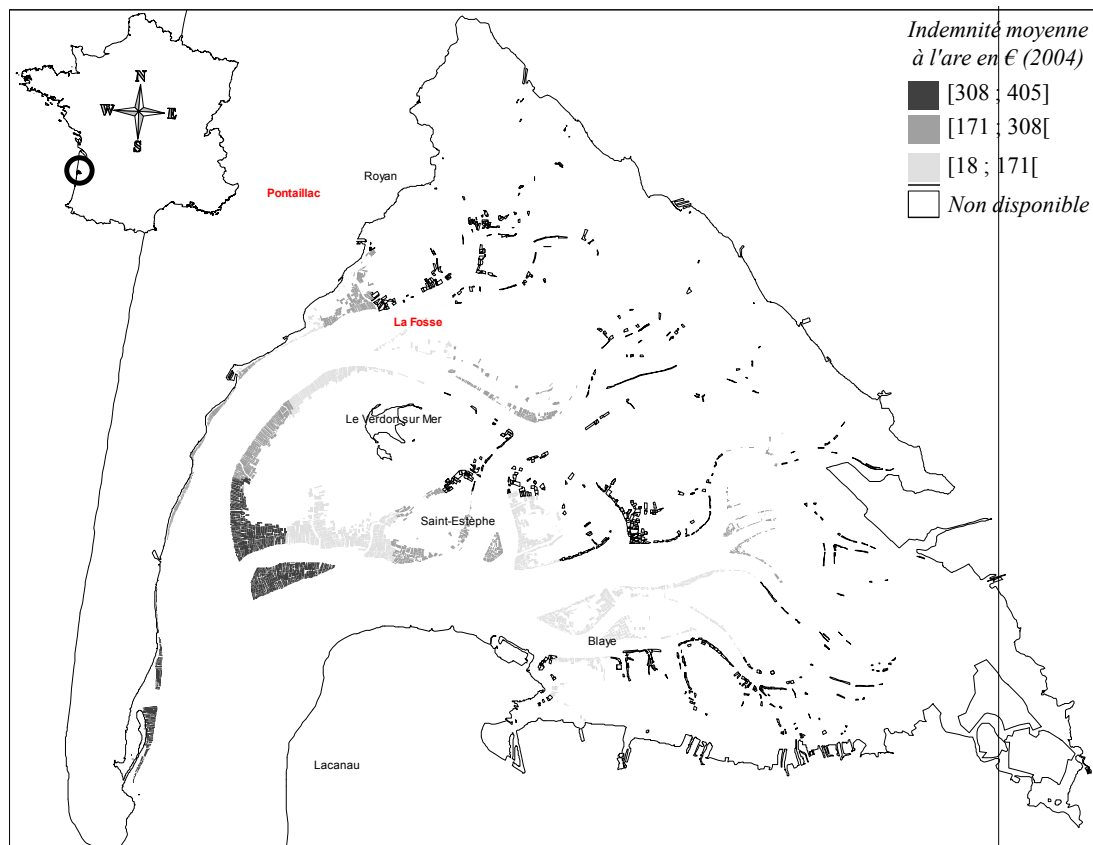 Indemnité moyenne
à l'are en € (2004)
[308 ; 405]
[171 ; 308[
[18 ; 171[
Non disponible
N
W
E
S
Royan
Pontaillac
La Fosse
Le Verdon sur Mer
Saint-Estèphe
Blaye
Lacanau